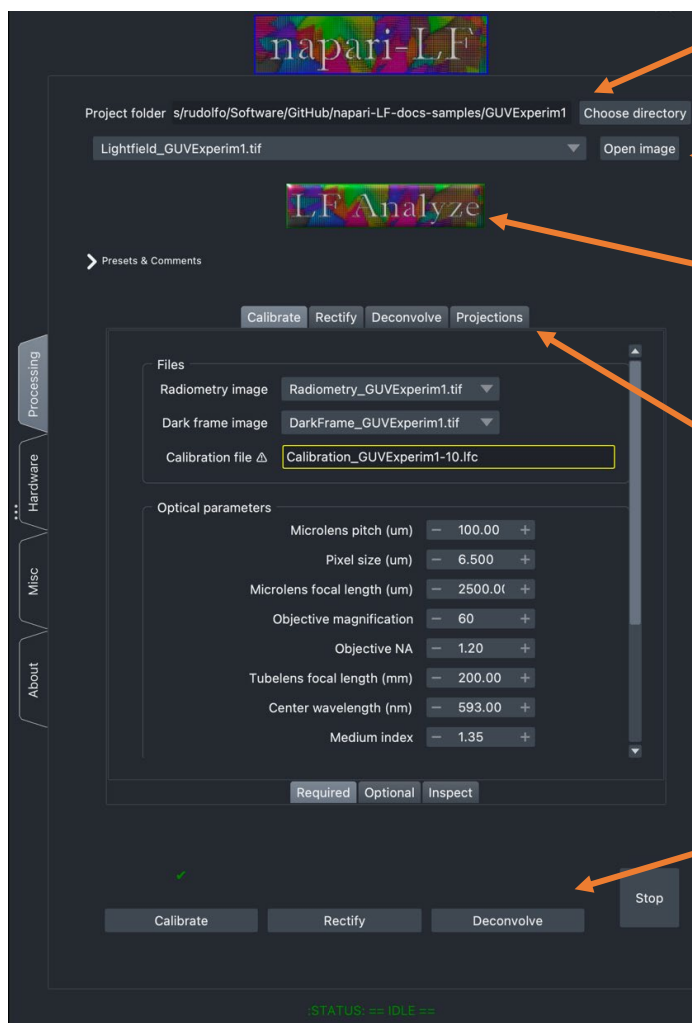 napari-LF
Project folder s/rudolfo/Software/GitHub/napari-LF-docs-samples/GUVExperim1 Choose directory
Lightfield_GUVExperim1.tif Open image
LF Analyze
Presets & Comments
Calibrate Rectify Deconvolve Projections
Processing
Hardware
Misc
About
Files
Radiometry image Radiometry_GUVExperim1.tif
Dark frame image DarkFrame_GUVExperim1.tif
Calibration file ⚠ Calibration_GUVExperim1-10.lfc
Optical parameters
Microlens pitch (um) − 100.00 +
Pixel size (um) − 6.500 +
Microlens focal length (um) − 2500.0( +
Objective magnification − 60 +
Objective NA − 1.20 +
Tubelens focal length (mm) − 200.00 +
Center wavelength (nm) − 593.00 +
Medium index − 1.35 +
Required Optional Inspect
✔
Stop
Calibrate Rectify Deconvolve
:STATUS: == IDLE ==